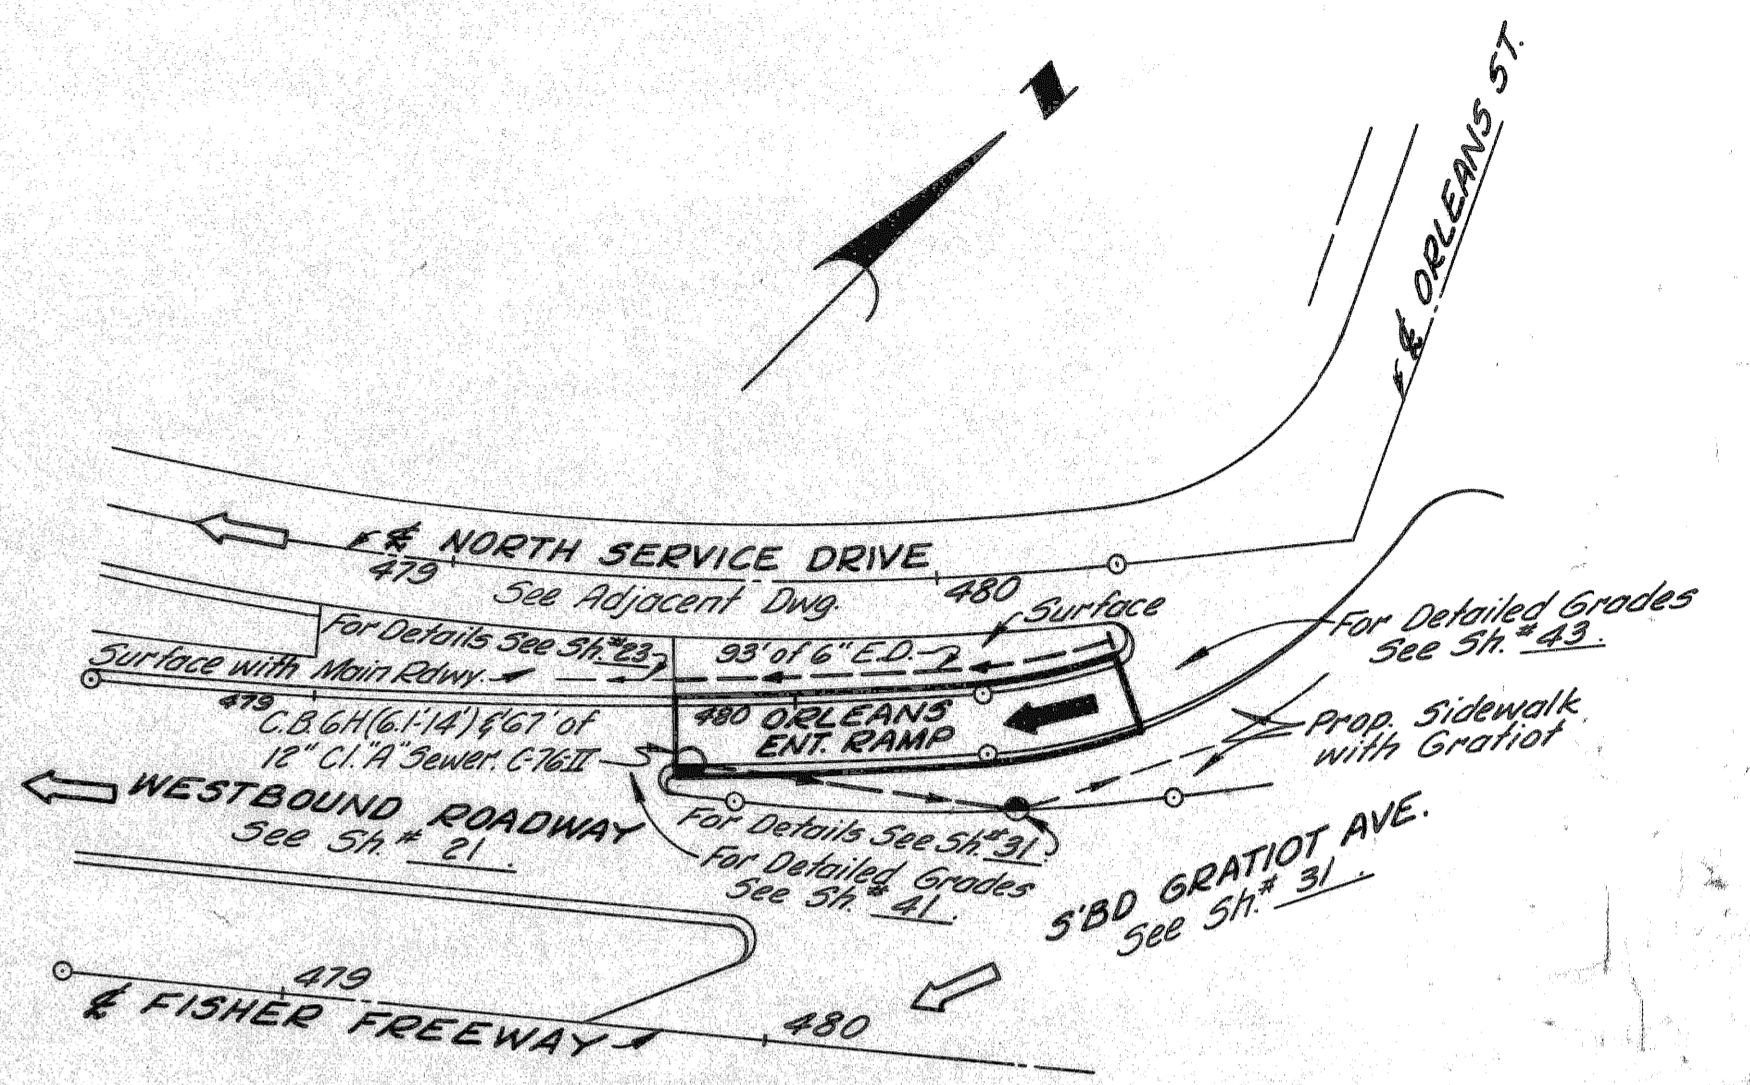 N
℄ ORLEANS ST.
℄ NORTH SERVICE DRIVE
479
480
See Adjacent Dwg.
Surface
For Details See Sh.#23
93' of 6" E.D.
For Detailed Grades
See Sh.#43.
Surface with Main Rdwy.
479
480
ORLEANS
ENT. RAMP
C.B. 6H (6.1'-14') & 67' of
12" Cl. "A" Sewer. C-76 II
Prop. Sidewalk
with Gratiot
WESTBOUND ROADWAY
See Sh.# 21.
For Details See Sh.#31.
For Detailed Grades
See Sh.# 41.
S'BD GRATIOT AVE.
See Sh.# 31.
479
480
℄ FISHER FREEWAY